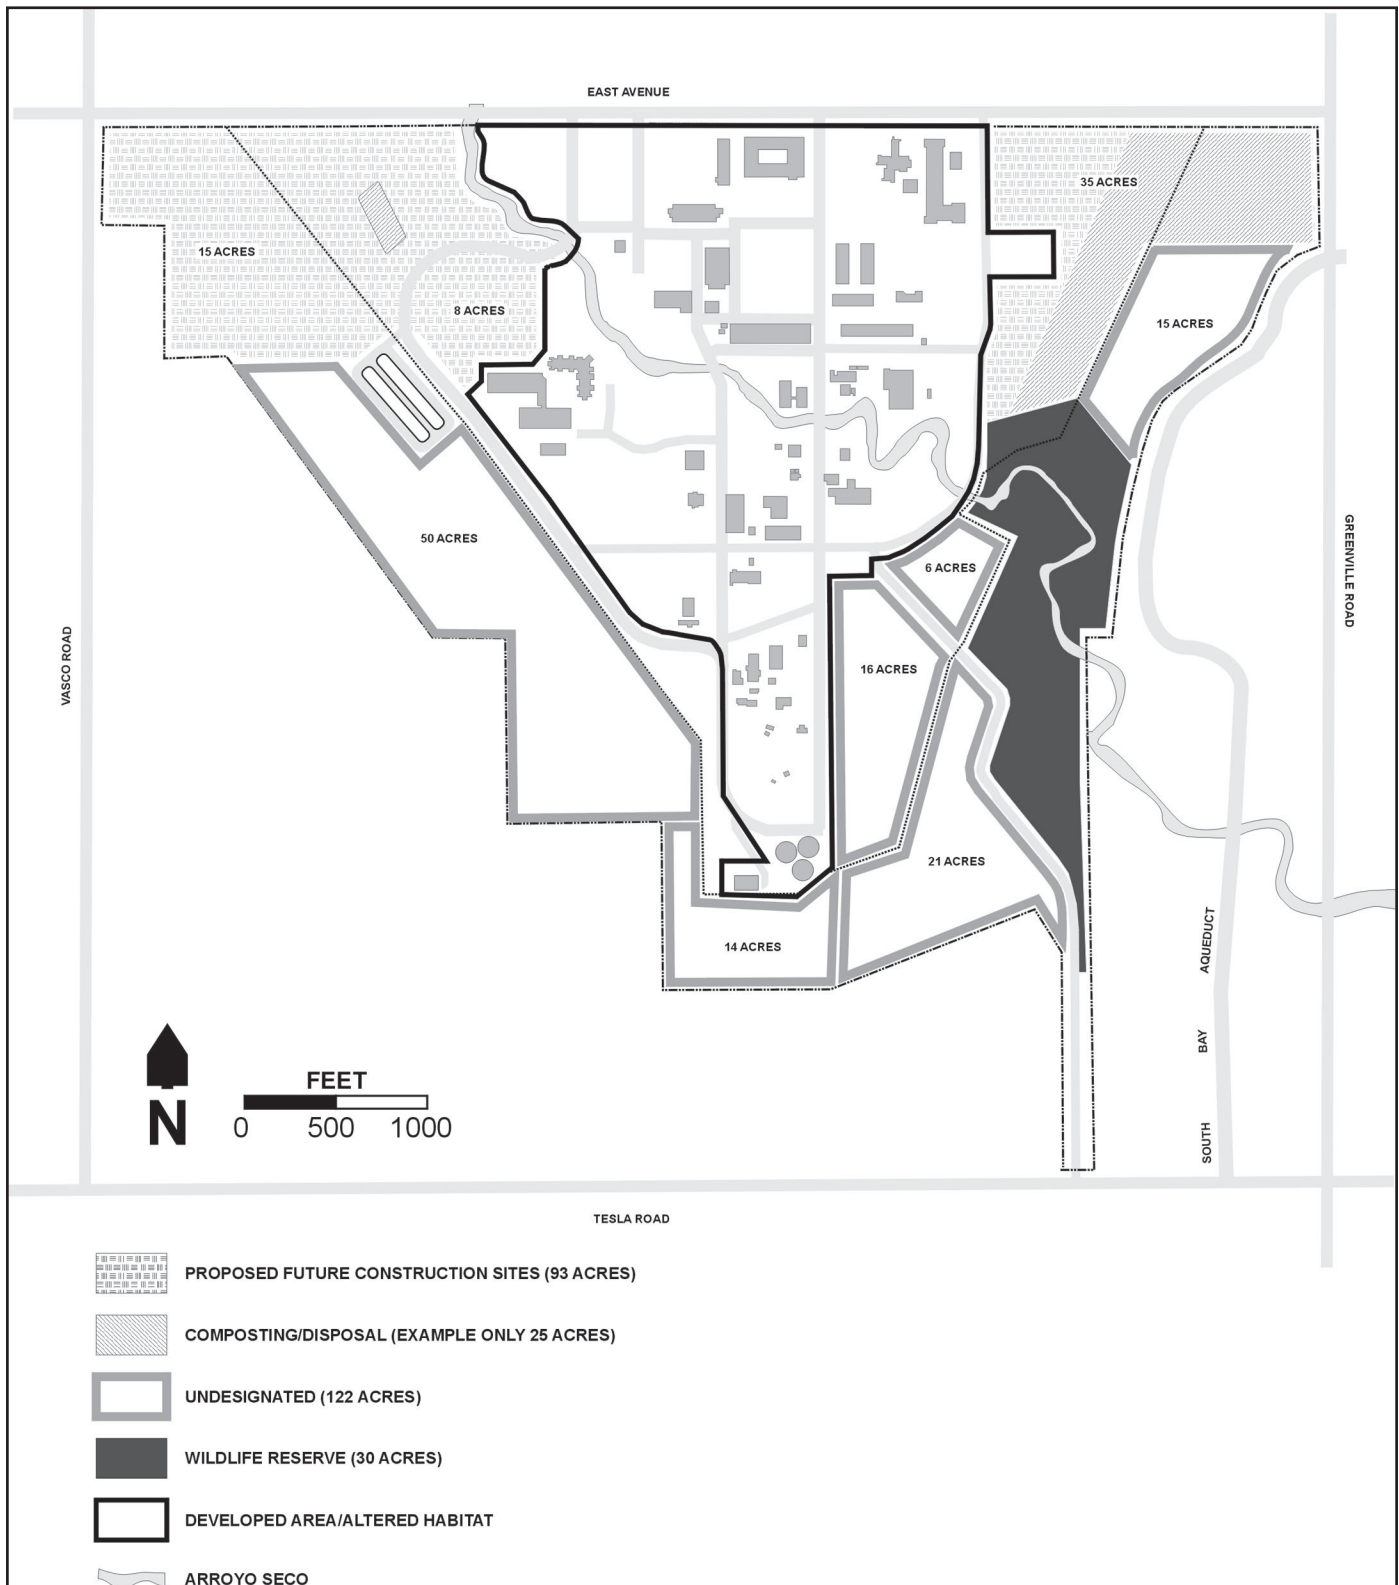 EAST AVENUE
35 ACRES
15 ACRES
8 ACRES
15 ACRES
50 ACRES
6 ACRES
GREENVILLE ROAD
VASCO ROAD
16 ACRES
21 ACRES
14 ACRES
SOUTH BAY AQUEDUCT
N
FEET
0 500 1000
TESLA ROAD
PROPOSED FUTURE CONSTRUCTION SITES (93 ACRES)
COMPOSTING/DISPOSAL (EXAMPLE ONLY 25 ACRES)
UNDESIGNATED (122 ACRES)
WILDLIFE RESERVE (30 ACRES)
DEVELOPED AREA/ALTERED HABITAT
ARROYO SECO